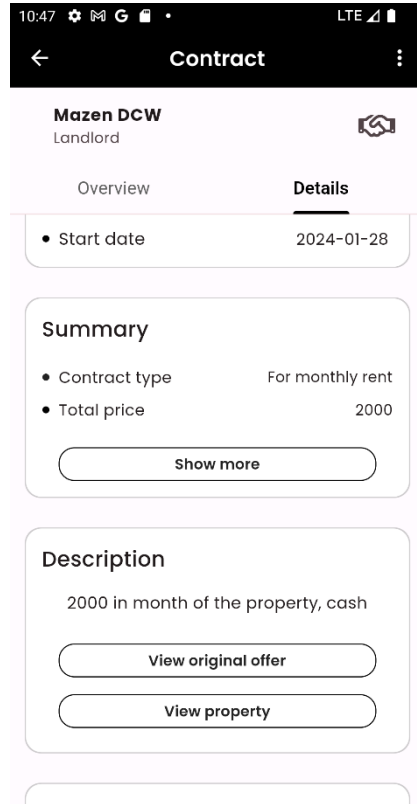 10:47
LTE
Contract
Mazen DCW
Landlord
Overview Details
• Start date 2024-01-28
Summary
• Contract type For monthly rent
• Total price 2000
Show more
Description
2000 in month of the property, cash
View original offer
View property